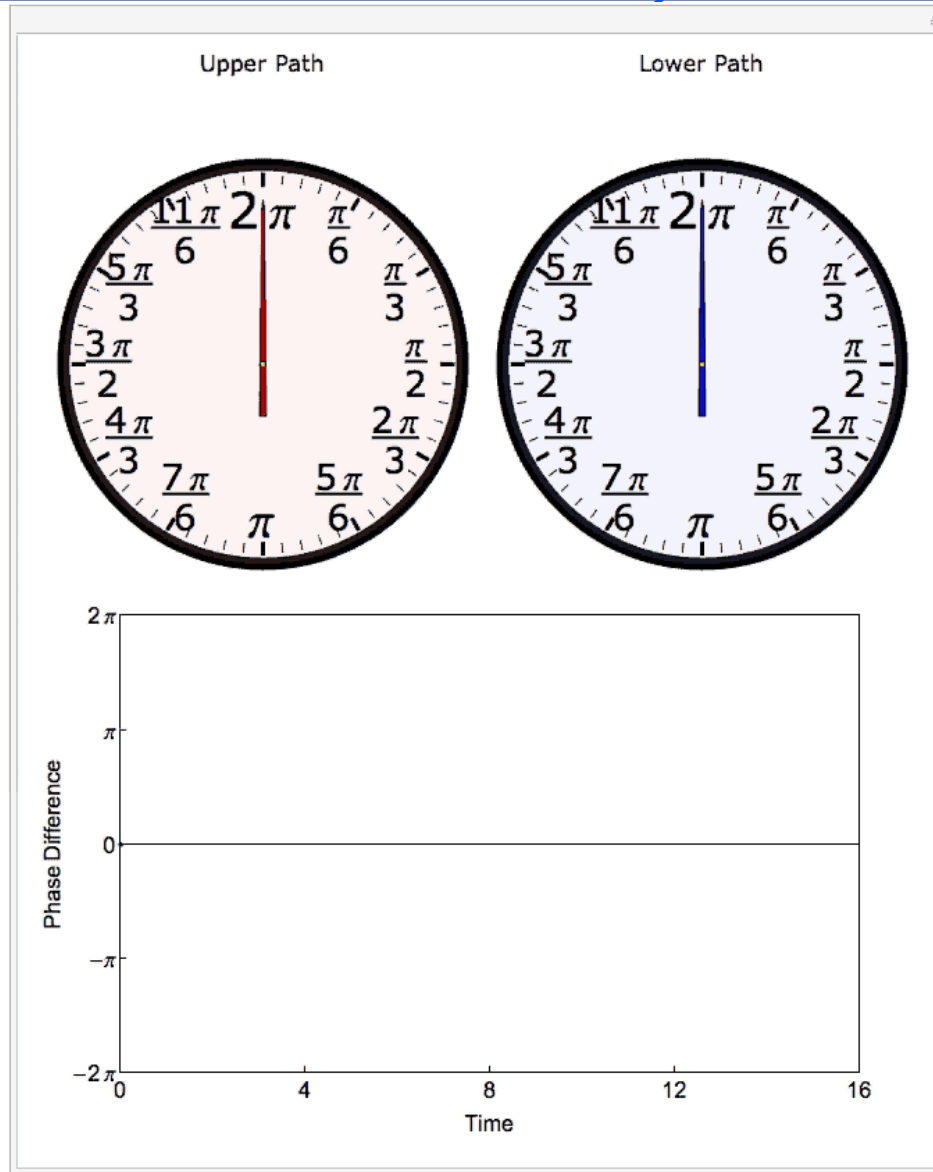 Upper Path
Lower Path
2π
π/6
π/3
π/2
2π/3
5π/6
π
7π/6
4π/3
3π/2
5π/3
11π/6
2π
π/6
π/3
π/2
2π/3
5π/6
π
7π/6
4π/3
3π/2
5π/3
11π/6
Phase Difference
2π
π
0
−π
−2π
0 4 8 12 16
Time